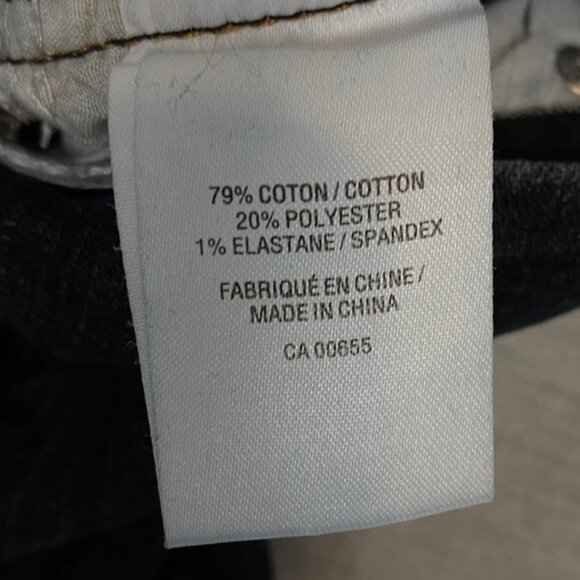 79% COTON / COTTON
20% POLYESTER
1% ELASTANE / SPANDEX
FABRIQUÉ EN CHINE /
MADE IN CHINA
CA 00655